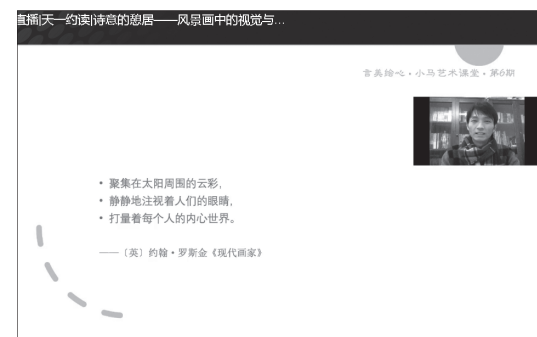 直播|天一约读|诗意的憩居——风景画中的视觉与...
言美绘心·小马艺术课堂·第6期
• 聚集在太阳周围的云彩，
• 静静地注视着人们的眼睛，
• 打量着每个人的内心世界。
——〔英〕约翰·罗斯金《现代画家》